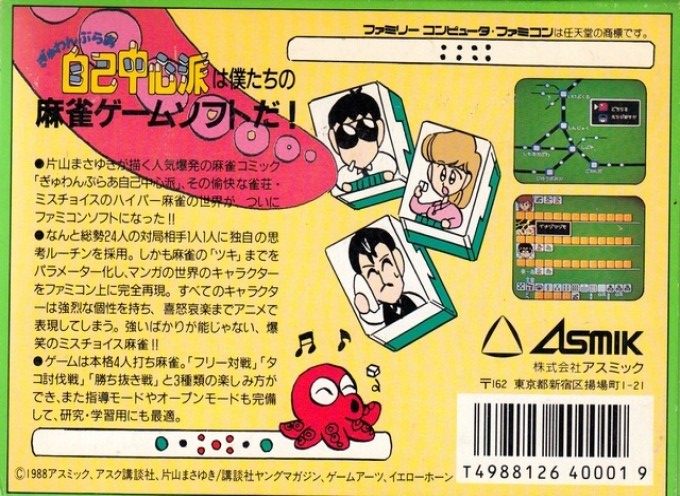 ファミリー コンピュータ・ファミコンは任天堂の商標です。
ぎゅわんぶらあ
自己中心派は僕たちの
麻雀ゲームソフトだ!
●片山まさゆきが描く人気爆発の麻雀コミック
「ぎゅわんぶらあ自己中心派」、その愉快な雀荘・
ミスチョイスのハイパー麻雀の世界が、ついに
ファミコンソフトになった!!
●なんと総勢24人の対局相手1人1人に独自の思
考ルーチンを採用。しかも麻雀の「ツキ」までを
パラメーター化し、マンガの世界のキャラクター
をファミコン上に完全再現。すべてのキャラクタ
ーは強烈な個性を持ち、喜怒哀楽までアニメで
表現してしまう。強いばかりが能じゃない、爆
笑のミスチョイス麻雀!!
●ゲームは本格4人打ち麻雀。「フリー対戦」「タ
コ討伐戦」「勝ち抜き戦」と3種類の楽しみ方が
でき、また指導モードやオープンモードも完備
して、研究・学習用にも最適。
ASMIK
株式会社アスミック
〒162 東京都新宿区揚場町1-21
T4988126 40001 9
©1988アスミック、アスク講談社、片山まさゆき/講談社ヤングマガジン、ゲームアーツ、イエローホーン